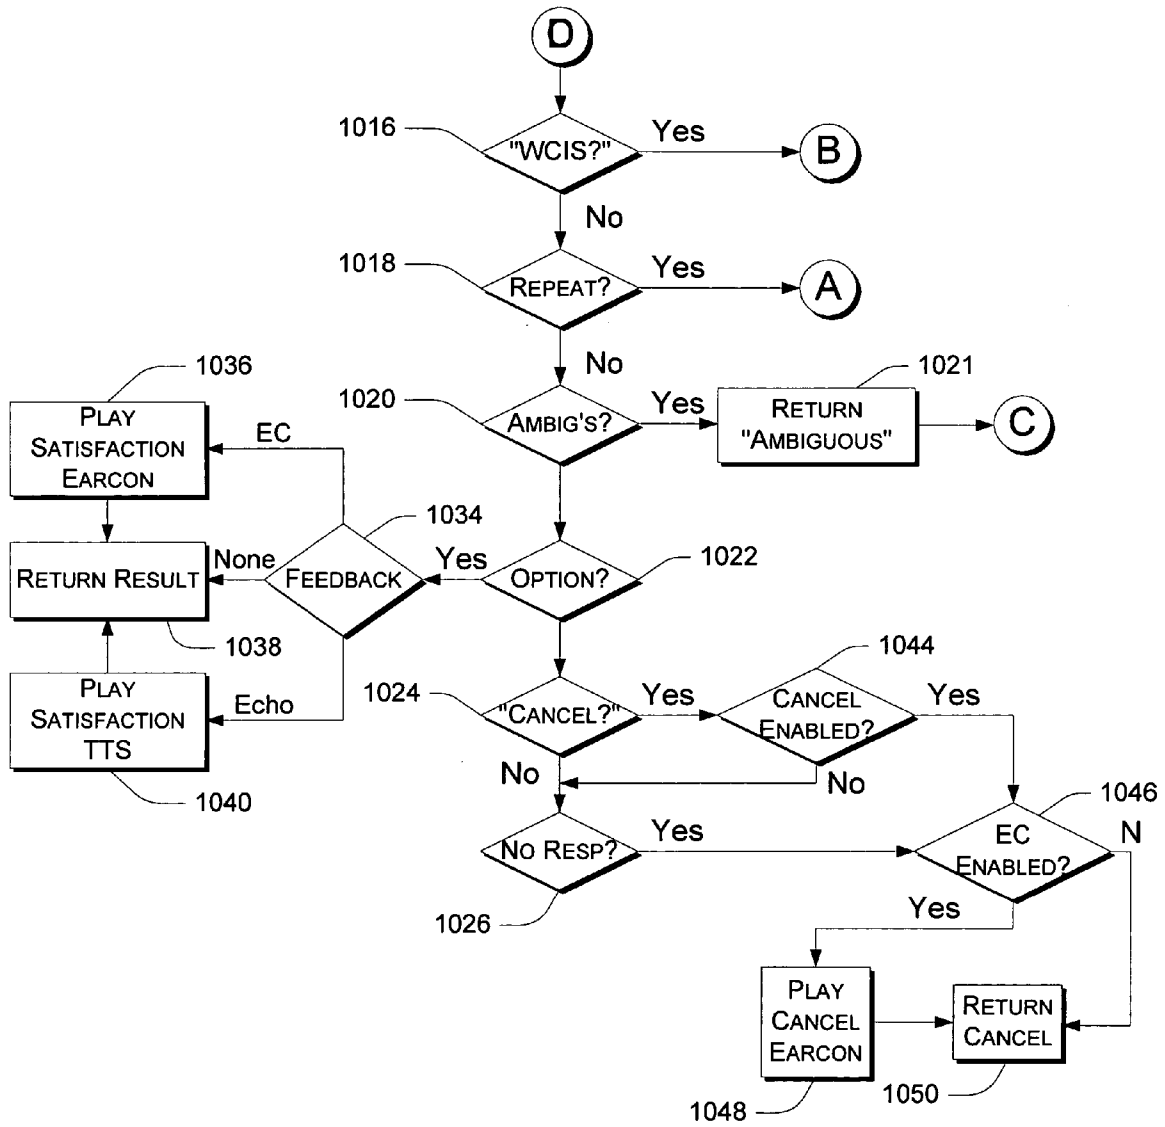 D
1016
"WCIS?"
Yes
B
No
1018
REPEAT?
Yes
A
No
1036
1021
PLAY
SATISFACTION
EARCON
EC
1020
AMBIG'S?
Yes
RETURN
"AMBIGUOUS"
C
1034
RETURN RESULT
None
FEEDBACK
Yes
OPTION?
1022
1038
1044
PLAY
SATISFACTION
TTS
Echo
1024
"CANCEL?"
Yes
CANCEL
ENABLED?
Yes
No
No
1040
1046
NO RESP?
Yes
EC
ENABLED?
N
1026
Yes
PLAY
CANCEL
EARCON
RETURN
CANCEL
1048
1050